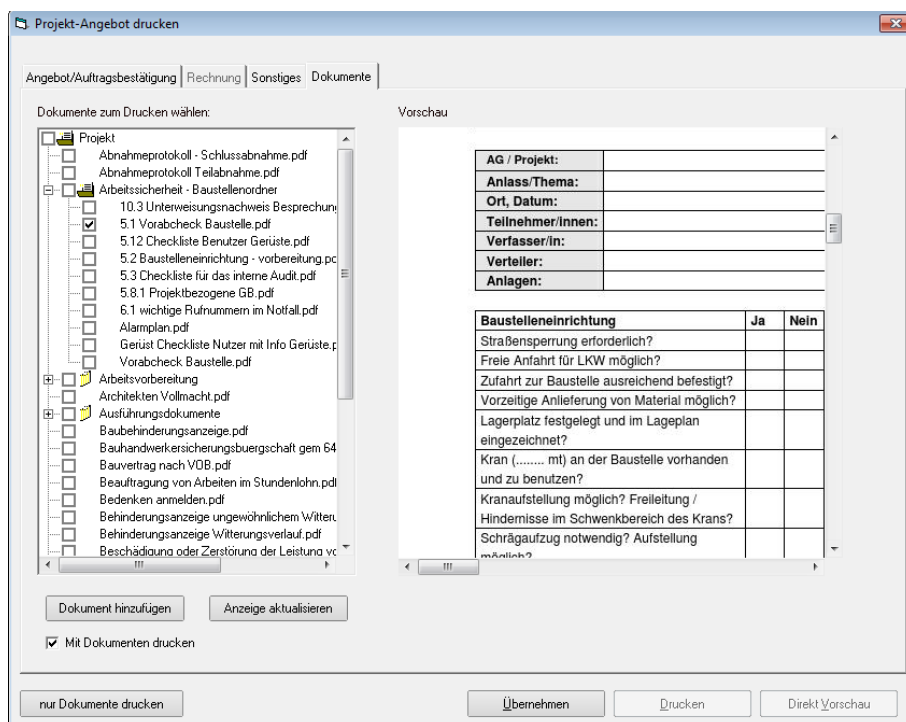 Projekt-Angebot drucken
Angebot/Auftragsbestätigung Rechnung Sonstiges Dokumente
Dokumente zum Drucken wählen:
Projekt
Abnahmeprotokoll - Schlussabnahme.pdf
Abnahmeprotokoll Teilabnahme.pdf
Arbeitssicherheit - Baustellenordner
10.3 Unterweisungsnachweis Besprechun
5.1 Vorabcheck Baustelle.pdf
5.12 Checkliste Benutzer Gerüste.pdf
5.2 Baustelleneinrichtung - vorbereitung.pd
5.3 Checkliste für das interne Audit.pdf
5.8.1 Projektbezogene GB.pdf
6.1 wichtige Rufnummern im Notfall.pdf
Alarmplan.pdf
Gerüst Checkliste Nutzer mit Info Gerüste.p
Vorabcheck Baustelle.pdf
Arbeitsvorbereitung
Architekten Vollmacht.pdf
Ausführungsdokumente
Baubehinderungsanzeige.pdf
Bauhandwerkersicherungsbuergschaft gem 64
Bauvertrag nach VOB.pdf
Beauftragung von Arbeiten im Stundenlohn.pdf
Bedenken anmelden.pdf
Behinderungsanzeige ungewöhnlichem Witteru
Behinderungsanzeige Witterungsverlauf.pdf
Beschädigung oder Zerstörung der Leistung vo
Dokument hinzufügen Anzeige aktualisieren
Mit Dokumenten drucken
Vorschau
AG / Projekt:
Anlass/Thema:
Ort, Datum:
Teilnehmer/innen:
Verfasser/in:
Verteiler:
Anlagen:
Baustelleneinrichtung Ja Nein
Straßensperrung erforderlich?
Freie Anfahrt für LKW möglich?
Zufahrt zur Baustelle ausreichend befestigt?
Vorzeitige Anlieferung von Material möglich?
Lagerplatz festgelegt und im Lageplan
eingezeichnet?
Kran (........ mt) an der Baustelle vorhanden
und zu benutzen?
Kranaufstellung möglich? Freileitung /
Hindernisse im Schwenkbereich des Krans?
Schrägaufzug notwendig? Aufstellung
möglich?
nur Dokumente drucken Übernehmen Drucken Direkt Vorschau